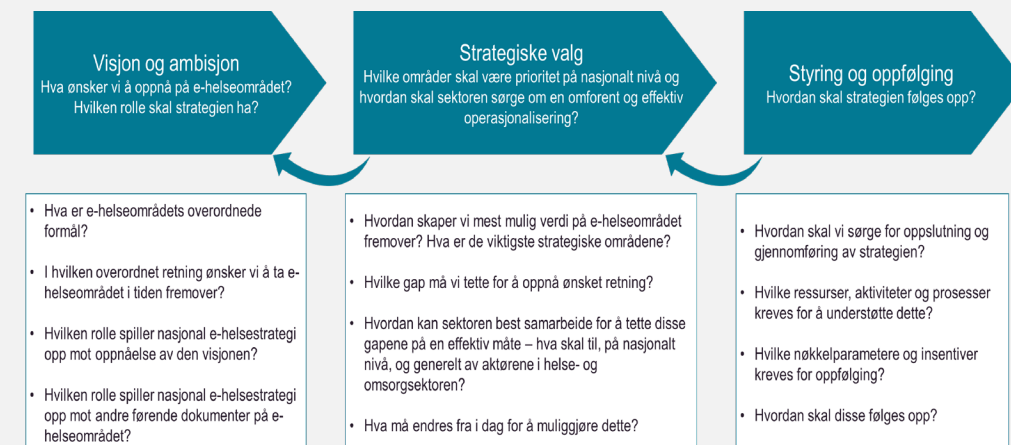 Visjon og ambisjon
Hva ønsker vi å oppnå på e-helseområdet?
Hvilken rolle skal strategien ha?
Strategiske valg
Hvilke områder skal være prioritet på nasjonalt nivå og
hvordan skal sektoren sørge om en omforent og effektiv
operasjonalisering?
Styring og oppfølging
Hvordan skal strategien følges opp?
• Hva er e-helseområdets overordnede
formål?
• I hvilken overordnet retning ønsker vi å ta e-
helseområdet i tiden fremover?
• Hvilken rolle spiller nasjonal e-helsestrategi
opp mot oppnåelse av den visjonen?
• Hvilken rolle spiller nasjonal e-helsestrategi
opp mot andre førende dokumenter på e-
helseområdet?
• Hvordan skaper vi mest mulig verdi på e-helseområdet
fremover? Hva er de viktigste strategiske områdene?
• Hvilke gap må vi tette for å oppnå ønsket retning?
• Hvordan kan sektoren best samarbeide for å tette disse
gapene på en effektiv måte – hva skal til, på nasjonalt
nivå, og generelt av aktørene i helse- og
omsorgsektoren?
• Hva må endres fra i dag for å muliggjøre dette?
• Hvordan skal vi sørge for oppslutning og
gjennomføring av strategien?
• Hvilke ressurser, aktiviteter og prosesser
kreves for å understøtte dette?
• Hvilke nøkkelparametere og insentiver
kreves for oppfølging?
• Hvordan skal disse følges opp?